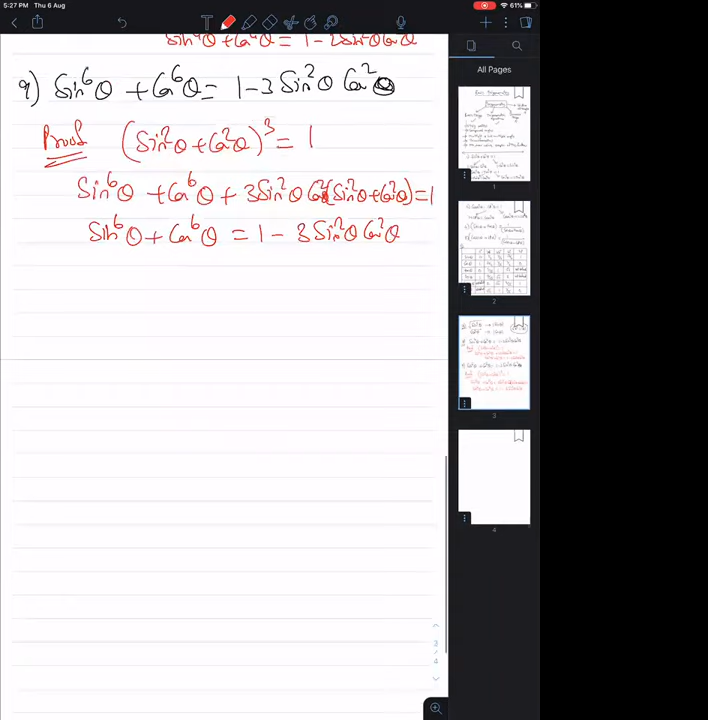 5:27 PM Thu 6 Aug
61%
Sin⁴θ + Cos⁴θ = 1 - 2Sin²θ Cos²θ
9) Sin⁶θ + Cos⁶θ = 1 - 3 Sin²θ Cos²θ
Proof (Sin²θ + Cos²θ)³ = 1
Sin⁶θ + Cos⁶θ + 3Sin²θ Cos²θ(Sin²θ + Cos²θ) = 1
Sin⁶θ + Cos⁶θ = 1 - 3 Sin²θ Cos²θ
All Pages
1
2
3
4
3
/
4